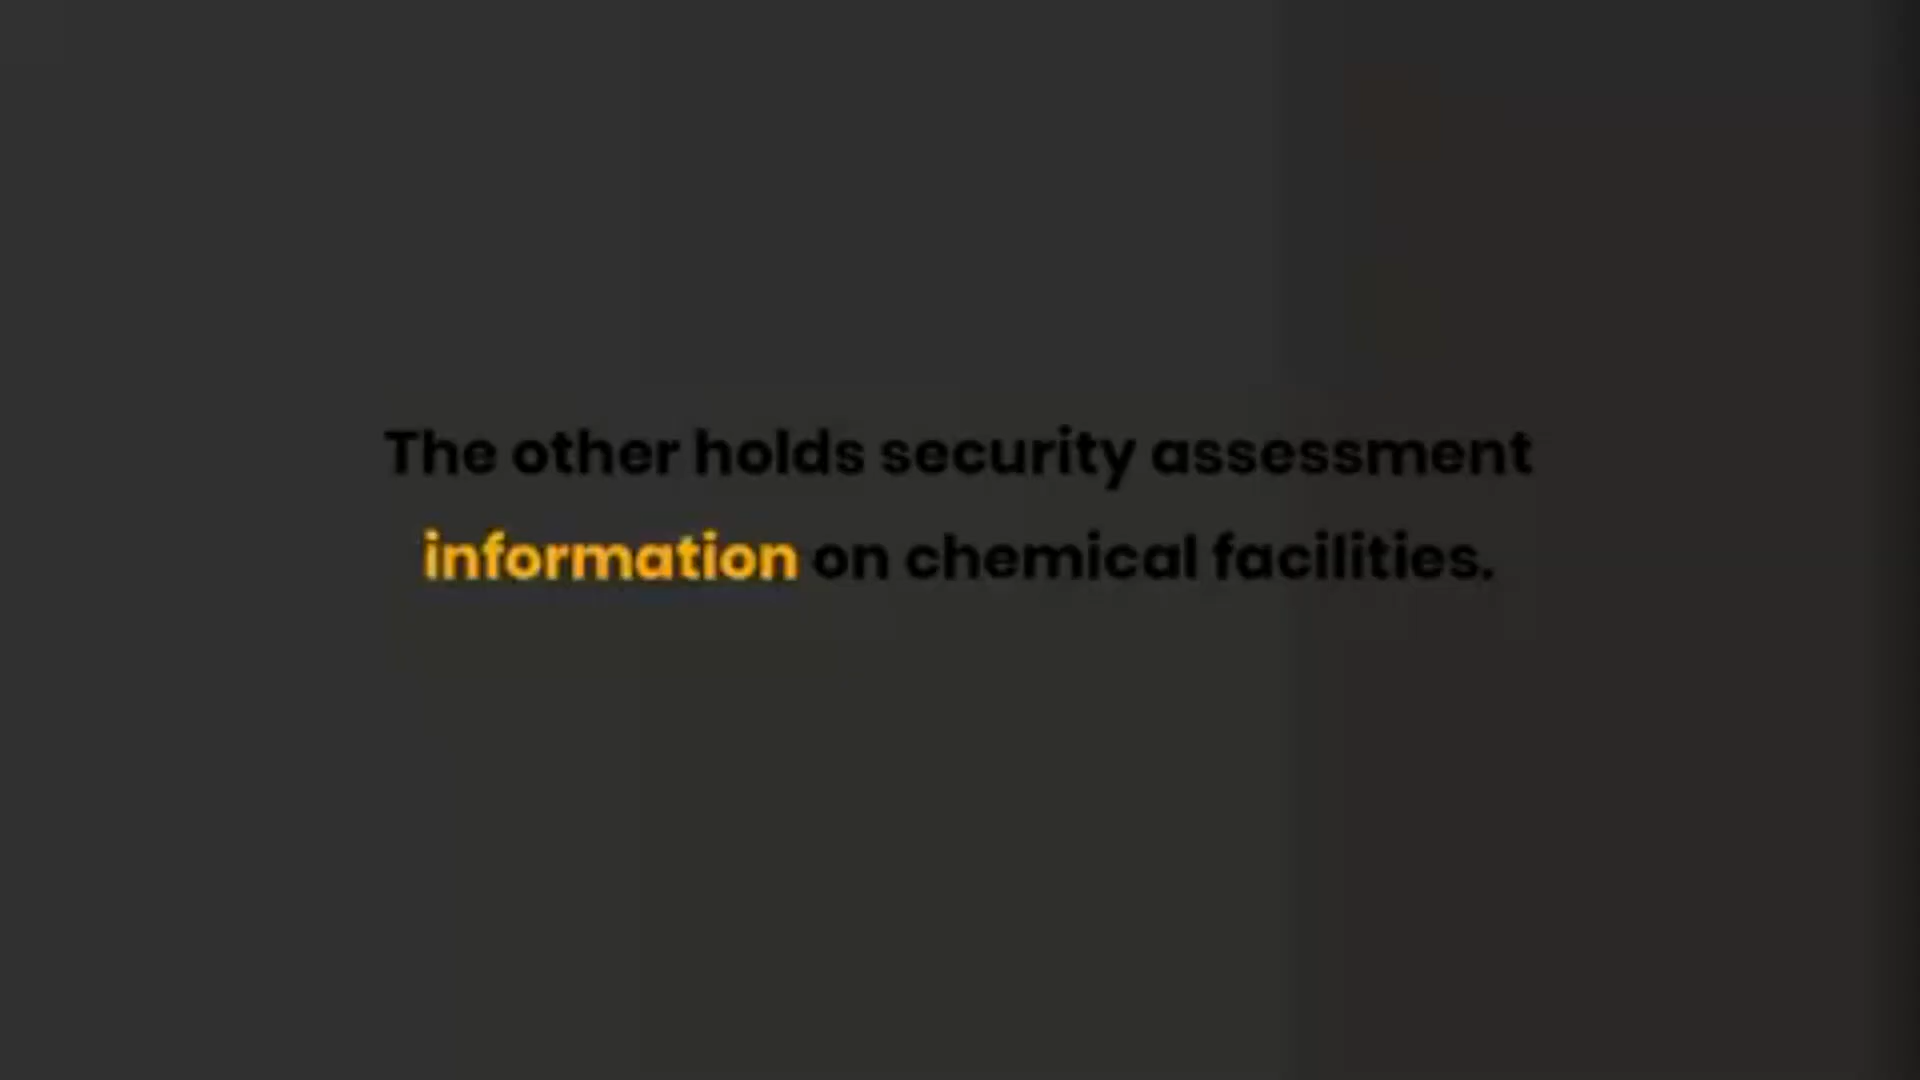 The other holds security assessment
information on chemical facilities.